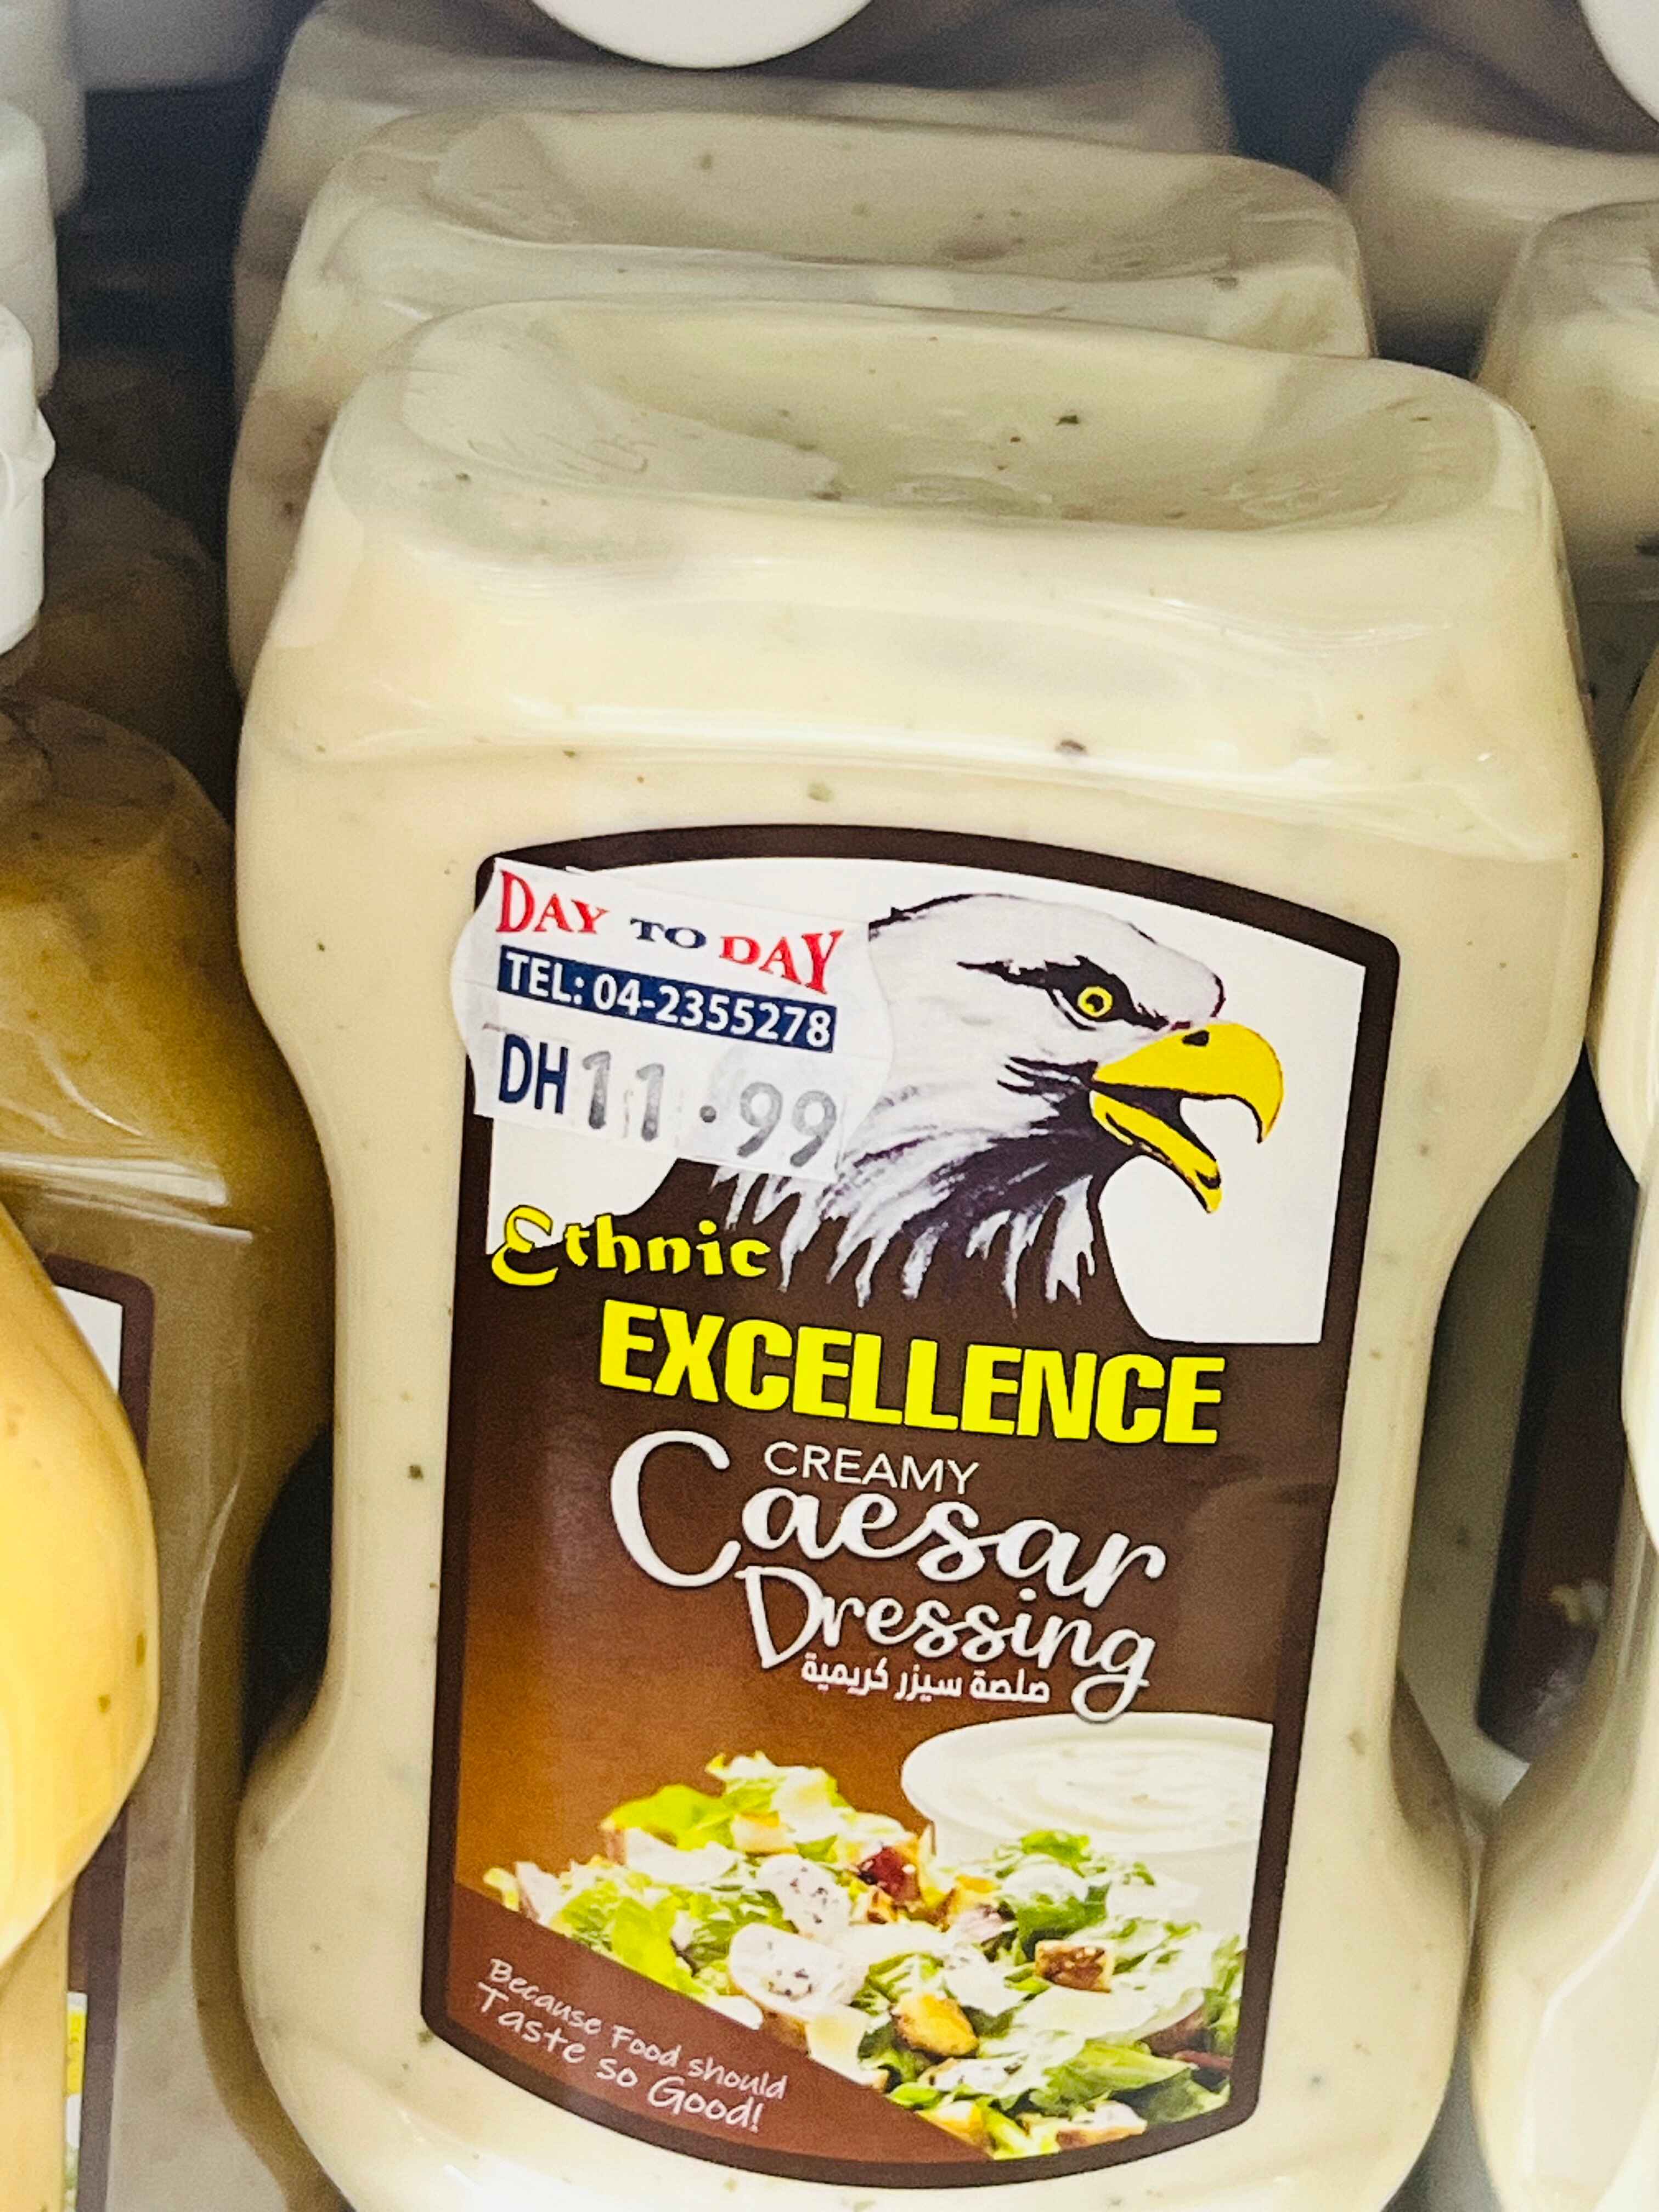 DAY TO DAY
TEL: 04-2355278
DH 11.99
Ethnic
EXCELLENCE
CREAMY
Caesar
Dressing
صلصة سيزر كريمية
Because Food should
Taste so Good!